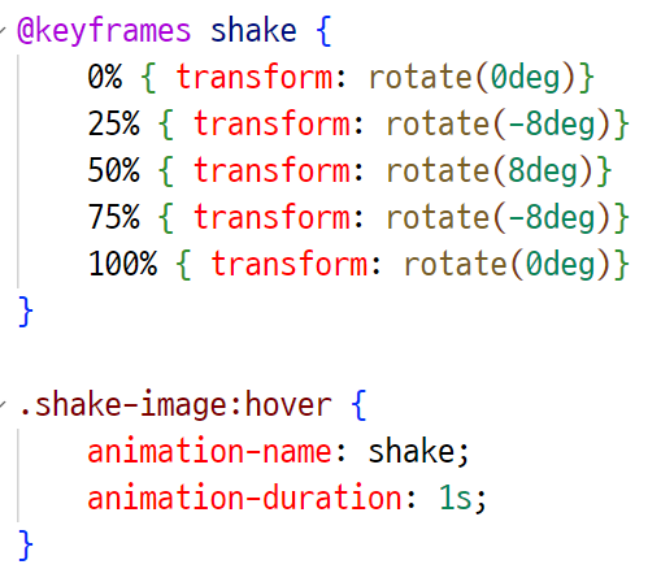 @keyframes shake {
0% { transform: rotate(0deg)}
25% { transform: rotate(-8deg)}
50% { transform: rotate(8deg)}
75% { transform: rotate(-8deg)}
100% { transform: rotate(0deg)}
}
.shake-image:hover {
animation-name: shake;
animation-duration: 1s;
}